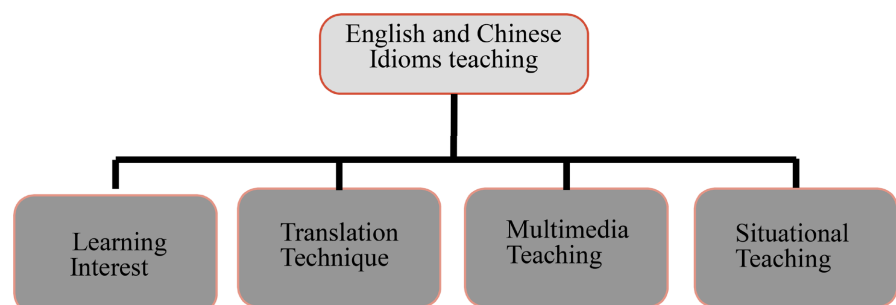 English and Chinese
Idioms teaching
Learning
Interest
Translation
Technique
Multimedia
Teaching
Situational
Teaching